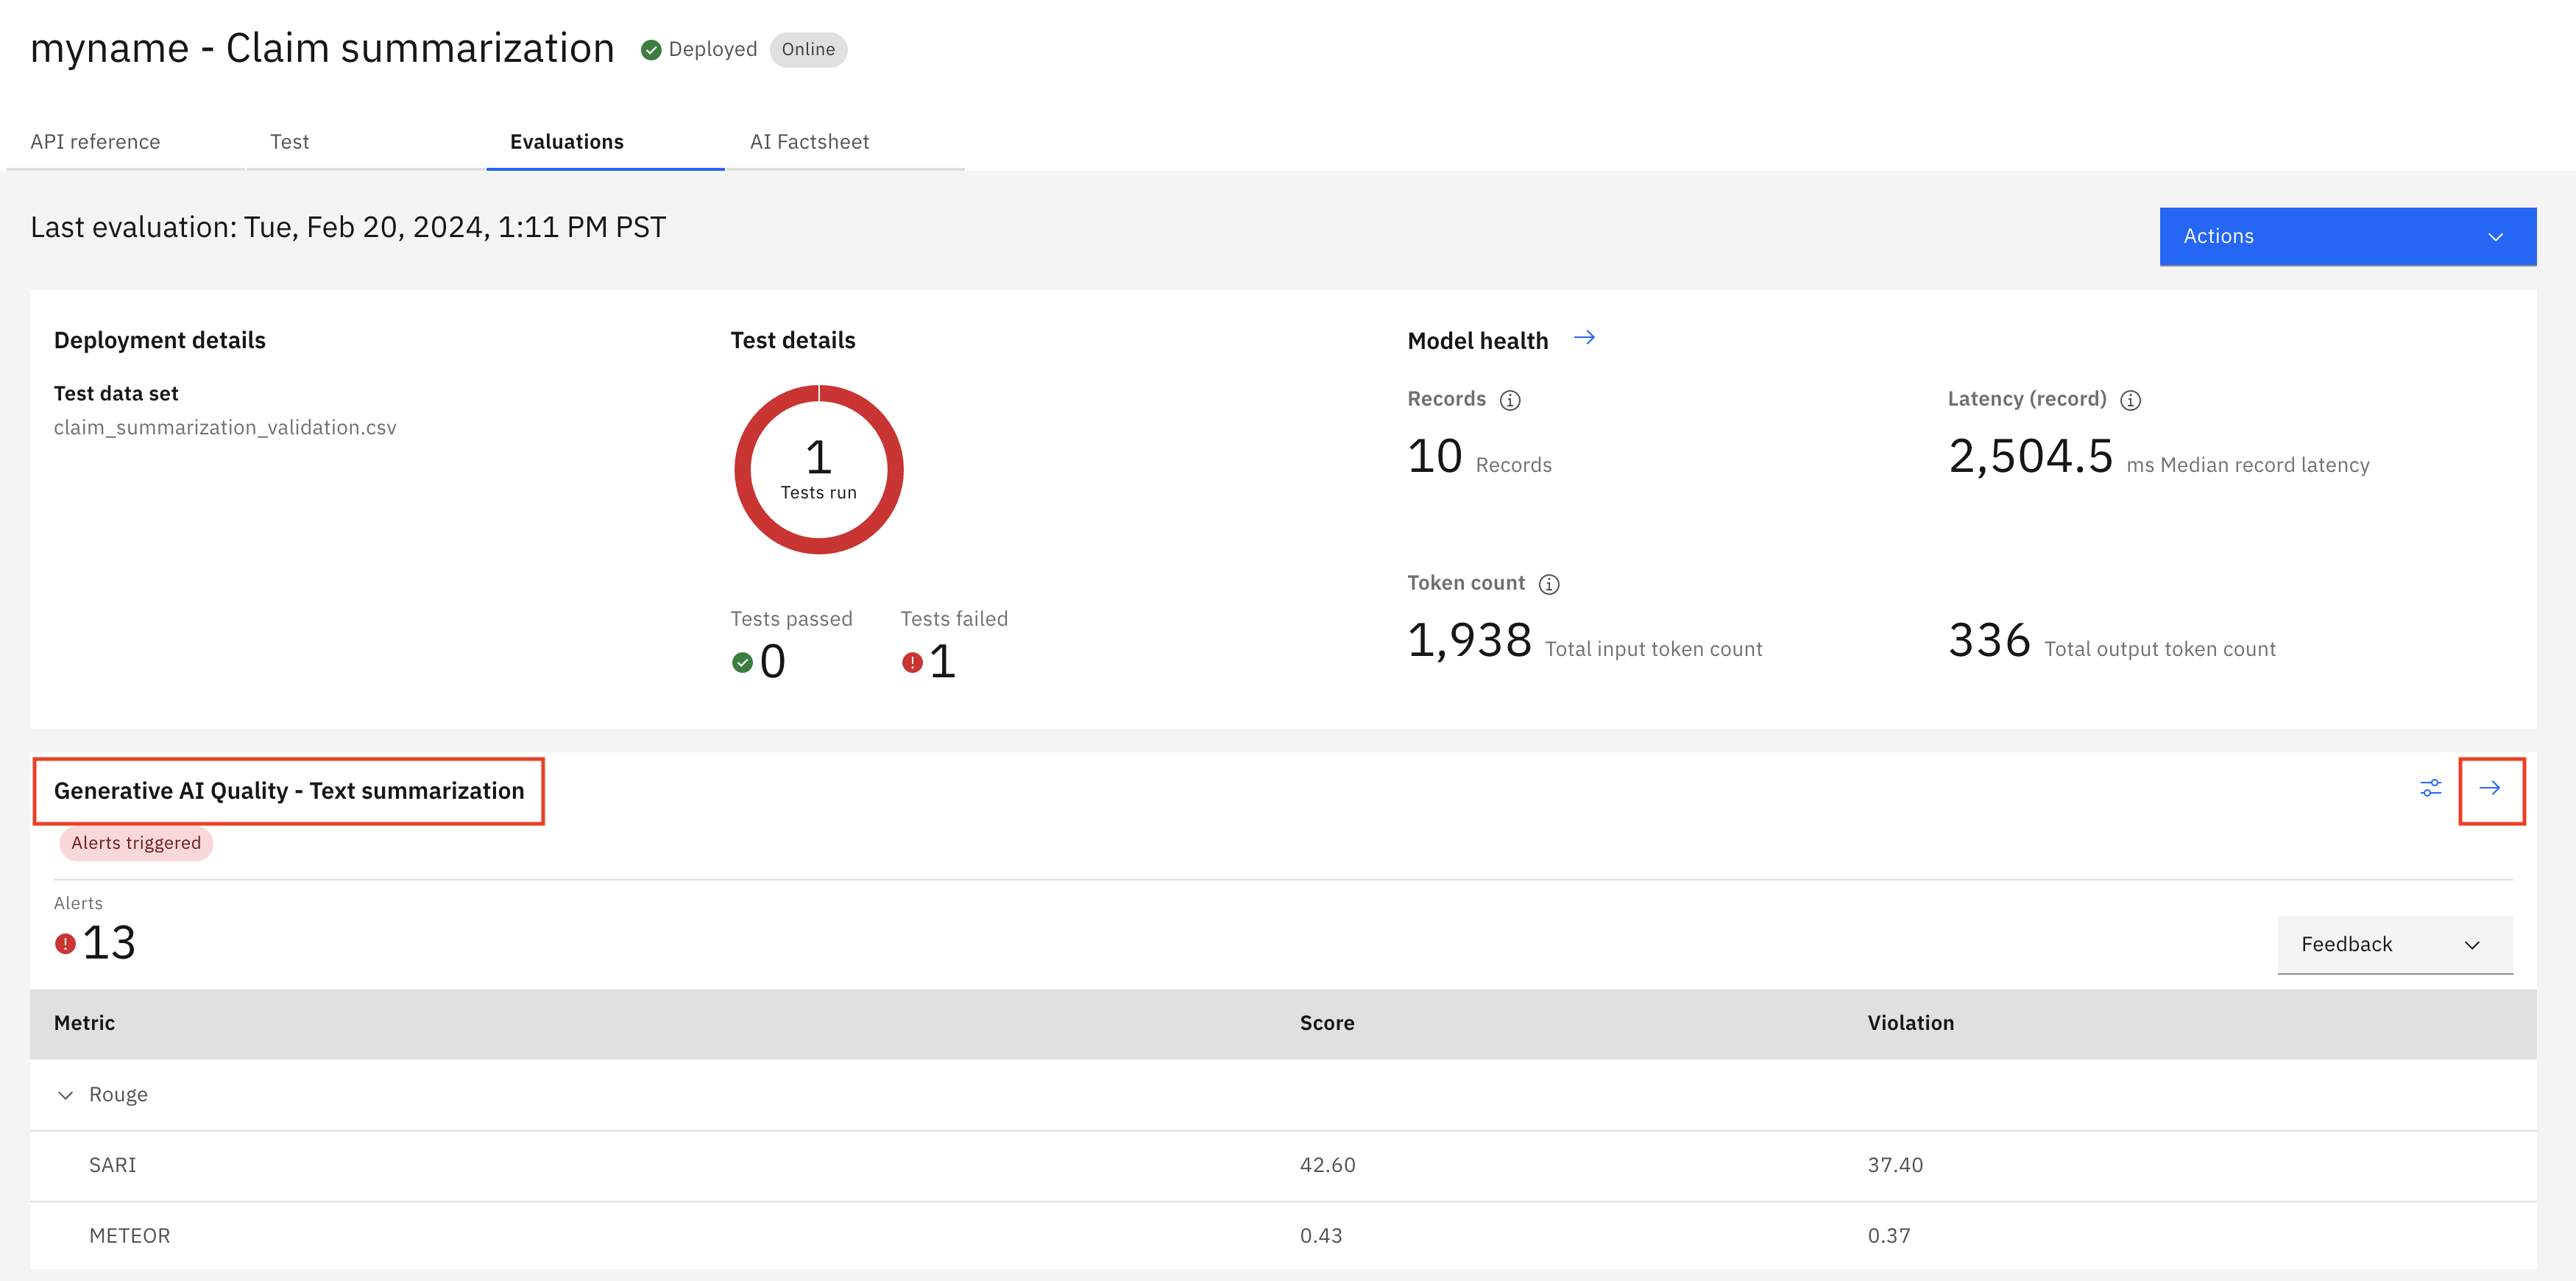 myname - Claim summarization Deployed Online
API reference Test Evaluations AI Factsheet
Last evaluation: Tue, Feb 20, 2024, 1:11 PM PST
Actions
Deployment details
Test data set
claim_summarization_validation.csv
Test details
1
Tests run
Tests passed
0
Tests failed
1
Model health
Records
10 Records
Latency (record)
2,504.5 ms Median record latency
Token count
1,938 Total input token count
336 Total output token count
Generative AI Quality - Text summarization
Alerts triggered
Alerts
13
Feedback
Metric Score Violation
Rouge
SARI 42.60 37.40
METEOR 0.43 0.37